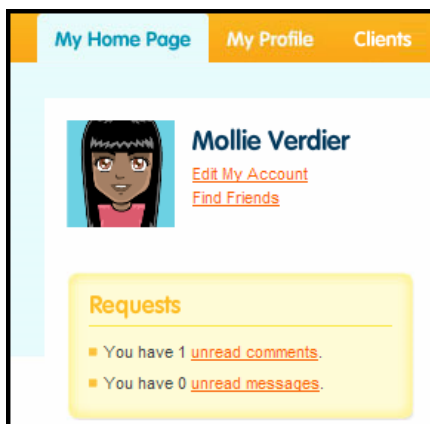 My Home Page My Profile Clients
Mollie Verdier
Edit My Account
Find Friends
Requests
You have 1 unread comments.
You have 0 unread messages.